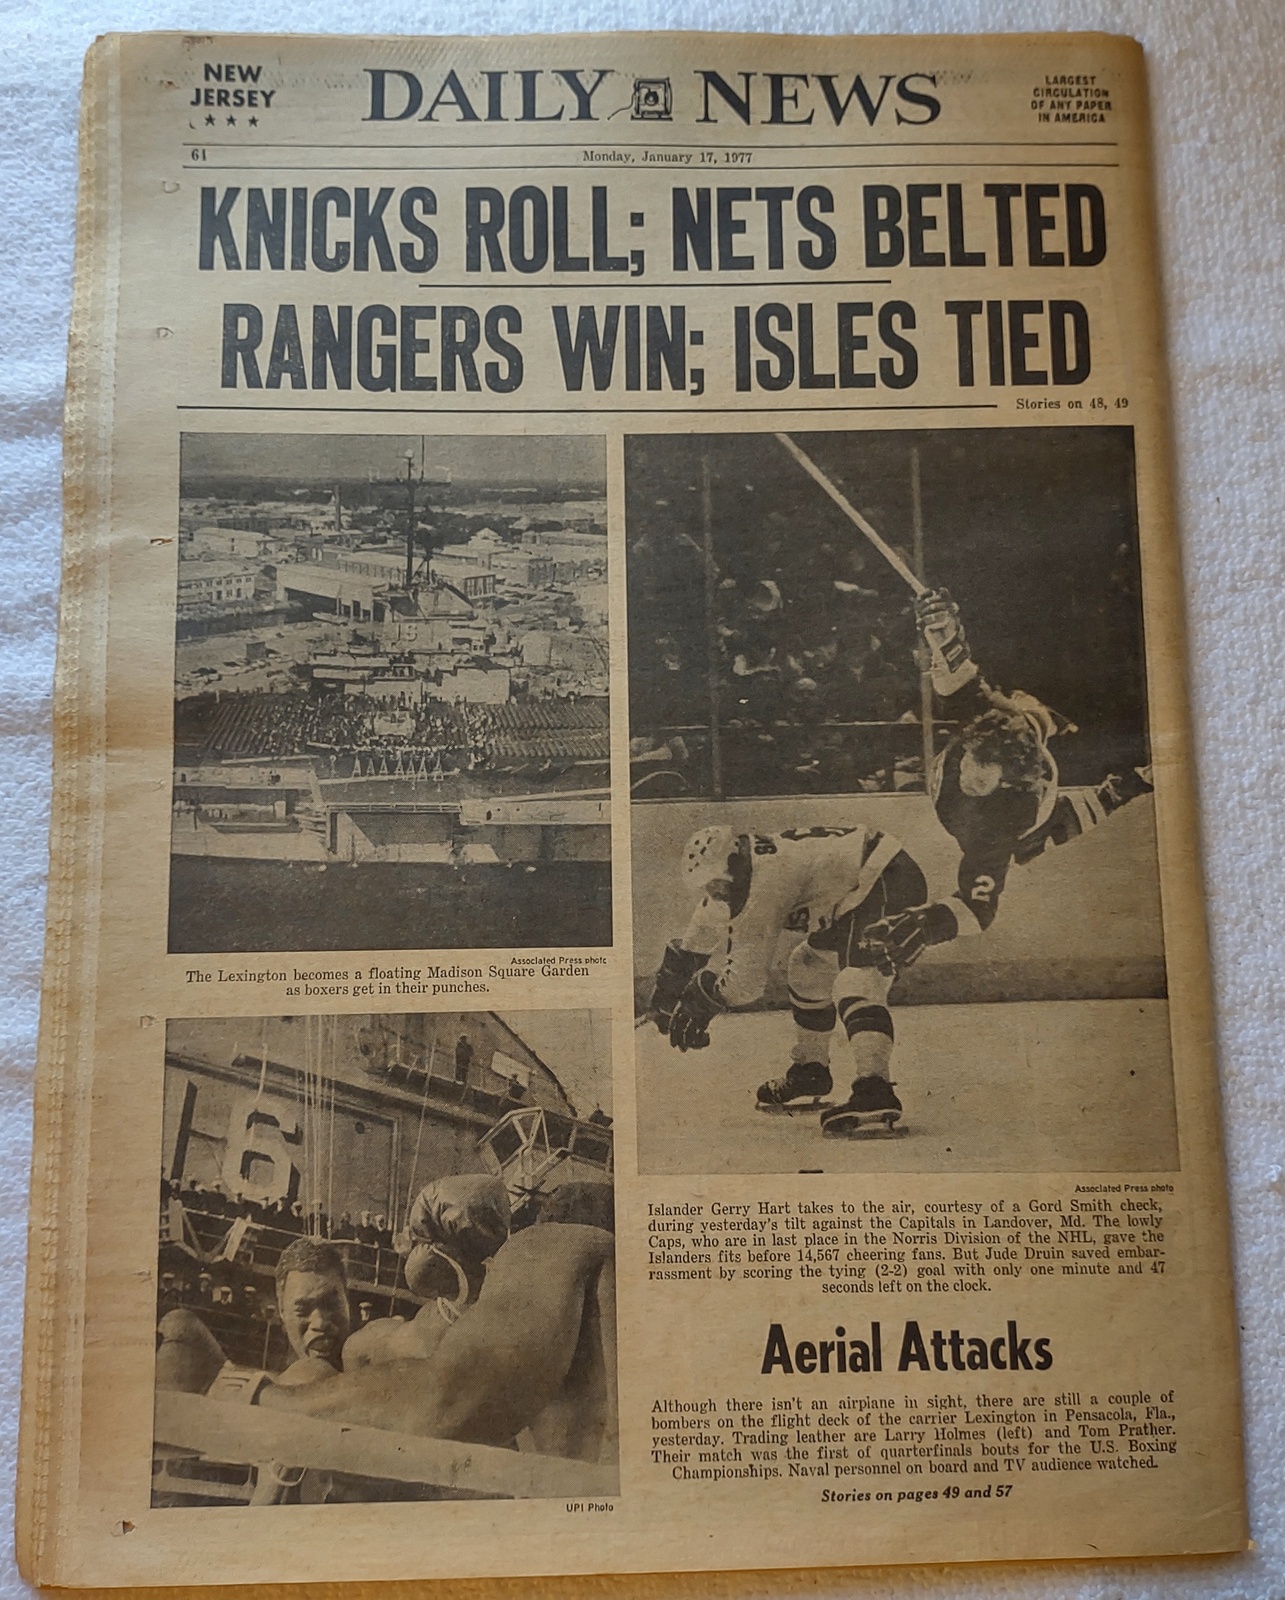 NEW
JERSEY
★ ★ ★
DAILY NEWS
LARGEST
CIRCULATION
OF ANY PAPER
IN AMERICA
64
Monday, January 17, 1977
KNICKS ROLL; NETS BELTED
RANGERS WIN; ISLES TIED
Stories on 48, 49
2
Associated Press photo
The Lexington becomes a floating Madison Square Garden
as boxers get in their punches.
6
UPI Photo
Associated Press photo
Islander Gerry Hart takes to the air, courtesy of a Gord Smith check,
during yesterday's tilt against the Capitals in Landover, Md. The lowly
Caps, who are in last place in the Norris Division of the NHL, gave the
Islanders fits before 14,567 cheering fans. But Jude Druin saved embar-
rassment by scoring the tying (2-2) goal with only one minute and 47
seconds left on the clock.
Aerial Attacks
Although there isn't an airplane in sight, there are still a couple of
bombers on the flight deck of the carrier Lexington in Pensacola, Fla.,
yesterday. Trading leather are Larry Holmes (left) and Tom Prather.
Their match was the first of quarterfinals bouts for the U.S. Boxing
Championships. Naval personnel on board and TV audience watched.
Stories on pages 49 and 57